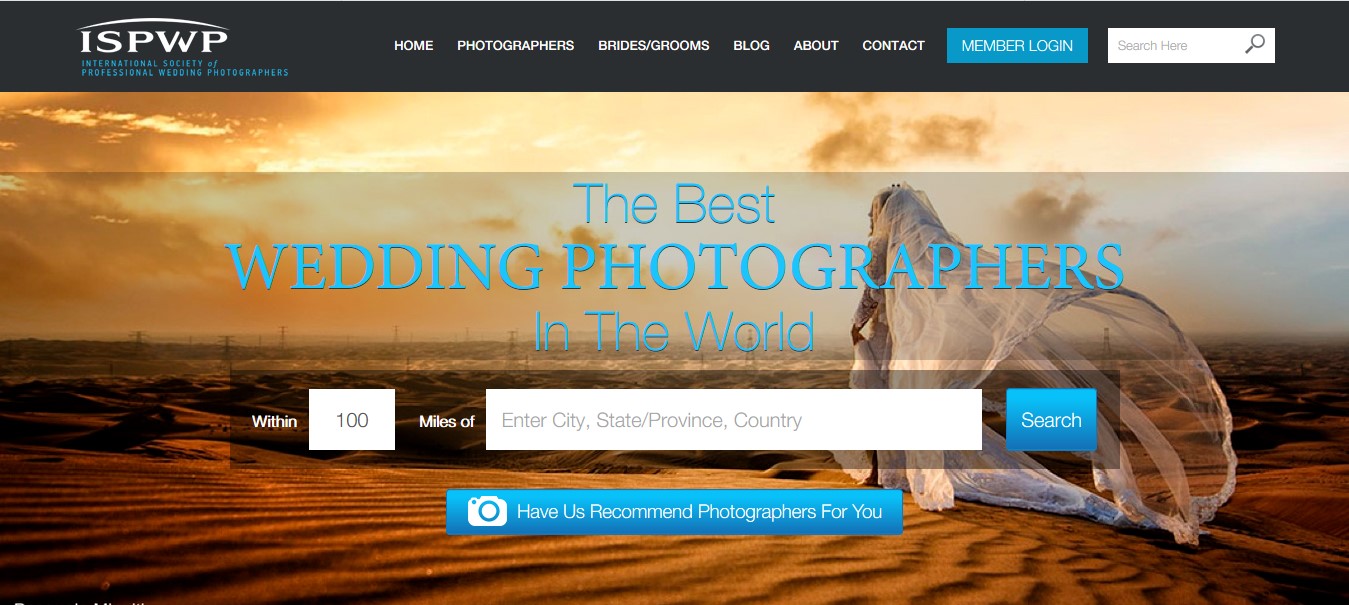 ISPWP
INTERNATIONAL SOCIETY of
PROFESSIONAL WEDDING PHOTOGRAPHERS
HOME PHOTOGRAPHERS BRIDES/GROOMS BLOG ABOUT CONTACT MEMBER LOGIN Search Here
The Best
WEDDING PHOTOGRAPHERS
In The World
Within 100 Miles of Enter City, State/Province, Country Search
Have Us Recommend Photographers For You